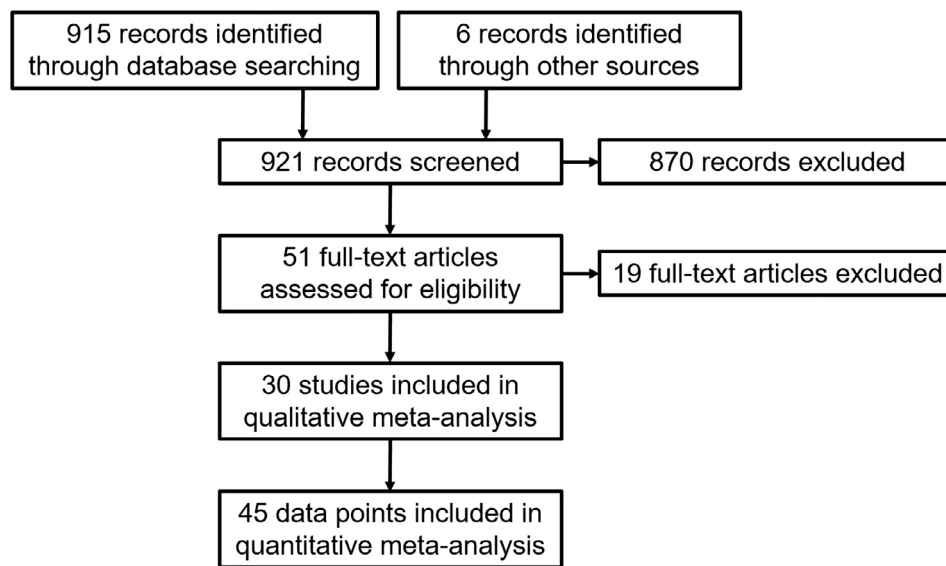 915 records identified
through database searching
6 records identified
through other sources
921 records screened
870 records excluded
51 full-text articles
assessed for eligibility
19 full-text articles excluded
30 studies included in
qualitative meta-analysis
45 data points included in
quantitative meta-analysis